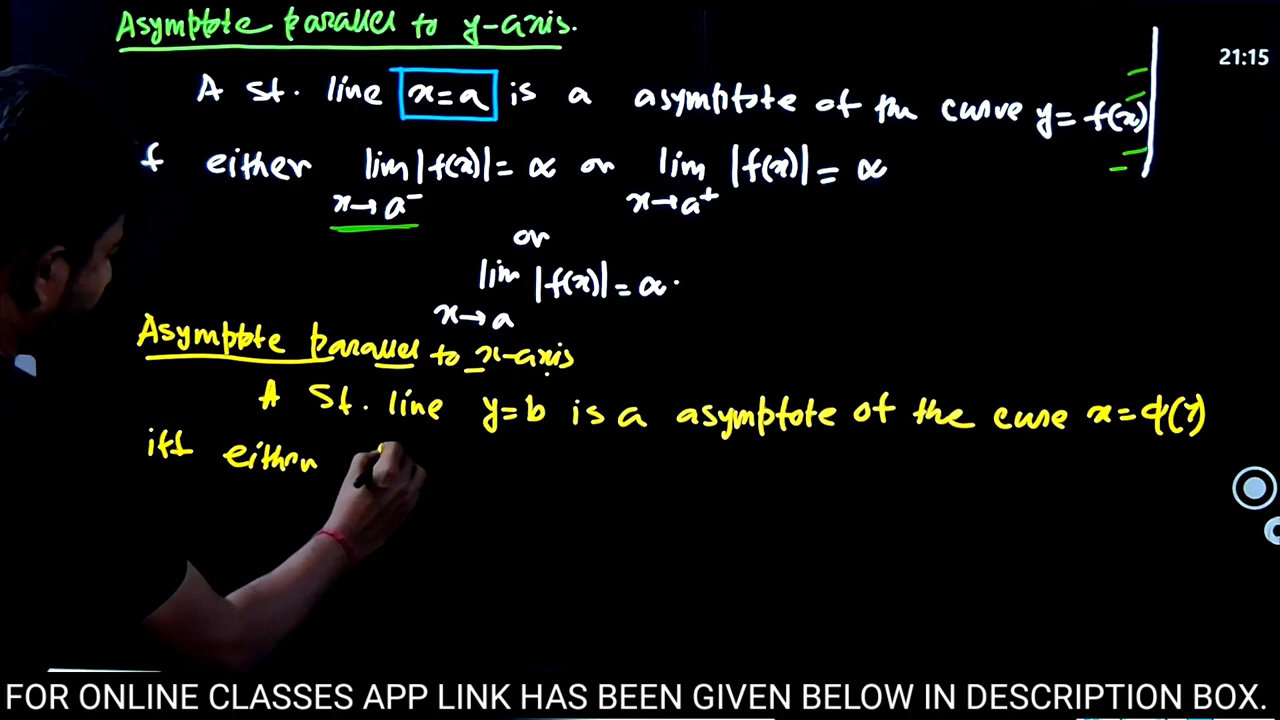 Asymptote parallel to y-axis.
21:15
A st. line x=a is a asymptote of the curve y= f(x)
f either lim |f(x)| = ∝ or lim |f(x)| = ∝
x→a⁻ x→a⁺
or
lim |f(x)| = ∝.
x→a
Asymptote parallel to x-axis
A St. line y=b is a asymptote of the curve x= φ(y)
iff either
FOR ONLINE CLASSES APP LINK HAS BEEN GIVEN BELOW IN DESCRIPTION BOX.